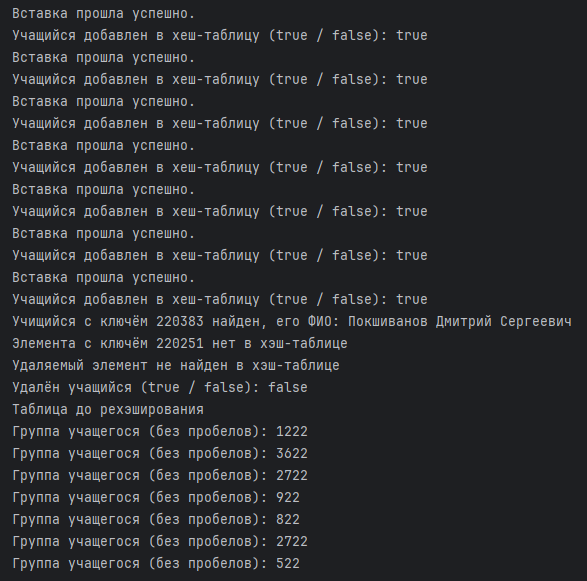 Вставка прошла успешно.
Учащийся добавлен в хеш-таблицу (true / false): true
Вставка прошла успешно.
Учащийся добавлен в хеш-таблицу (true / false): true
Вставка прошла успешно.
Учащийся добавлен в хеш-таблицу (true / false): true
Вставка прошла успешно.
Учащийся добавлен в хеш-таблицу (true / false): true
Вставка прошла успешно.
Учащийся добавлен в хеш-таблицу (true / false): true
Вставка прошла успешно.
Учащийся добавлен в хеш-таблицу (true / false): true
Вставка прошла успешно.
Учащийся добавлен в хеш-таблицу (true / false): true
Учищийся с ключём 220383 найден, его ФИО: Покшиванов Дмитрий Сергеевич
Элемента с ключём 220251 нет в хэш-таблице
Удаляемый элемент не найден в хэш-таблице
Удалён учащийся (true / false): false
Таблица до рехэширования
Группа учащегося (без пробелов): 1222
Группа учащегося (без пробелов): 3622
Группа учащегося (без пробелов): 2722
Группа учащегося (без пробелов): 922
Группа учащегося (без пробелов): 822
Группа учащегося (без пробелов): 2722
Группа учащегося (без пробелов): 522